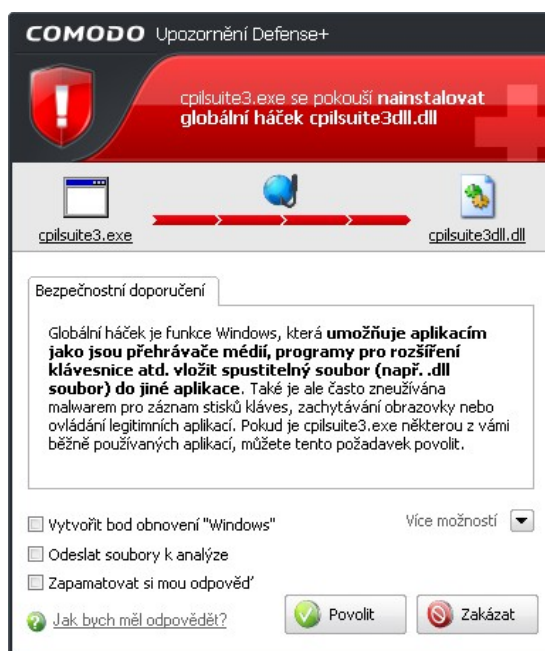 COMODO Upozornění Defense+
cpilsuite3.exe se pokouší nainstalovat
globální háček cpilsuite3dll.dll
cpilsuite3.exe
cpilsuite3dll.dll
Bezpečnostní doporučení
Globální háček je funkce Windows, která umožňuje aplikacím
jako jsou přehrávače médií, programy pro rozšíření
klávesnice atd. vložit spustitelný soubor (např. .dll
soubor) do jiné aplikace. Také je ale často zneužívána
malwarem pro záznam stisků kláves, zachytávání obrazovky nebo
ovládání legitimních aplikací. Pokud je cpilsuite3.exe některou z vámi
běžně používaných aplikací, můžete tento požadavek povolit.
Vytvořit bod obnovení "Windows"
Více možností
Odeslat soubory k analýze
Zapamatovat si mou odpověď
Jak bych měl odpovědět?
Povolit
Zakázat